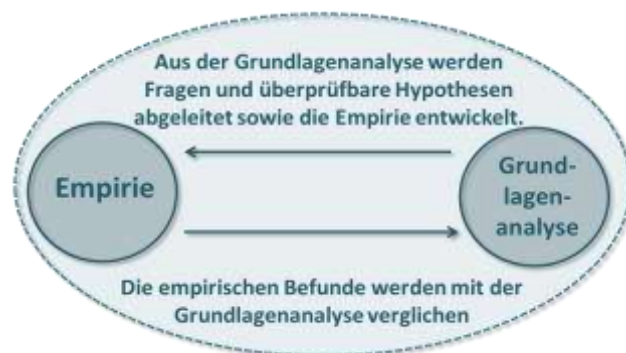 Aus der Grundlagenanalyse werden
Fragen und überprüfbare Hypothesen
abgeleitet sowie die Empirie entwickelt.
Empirie
Grund-
lagen-
analyse
Die empirischen Befunde werden mit der
Grundlagenanalyse verglichen